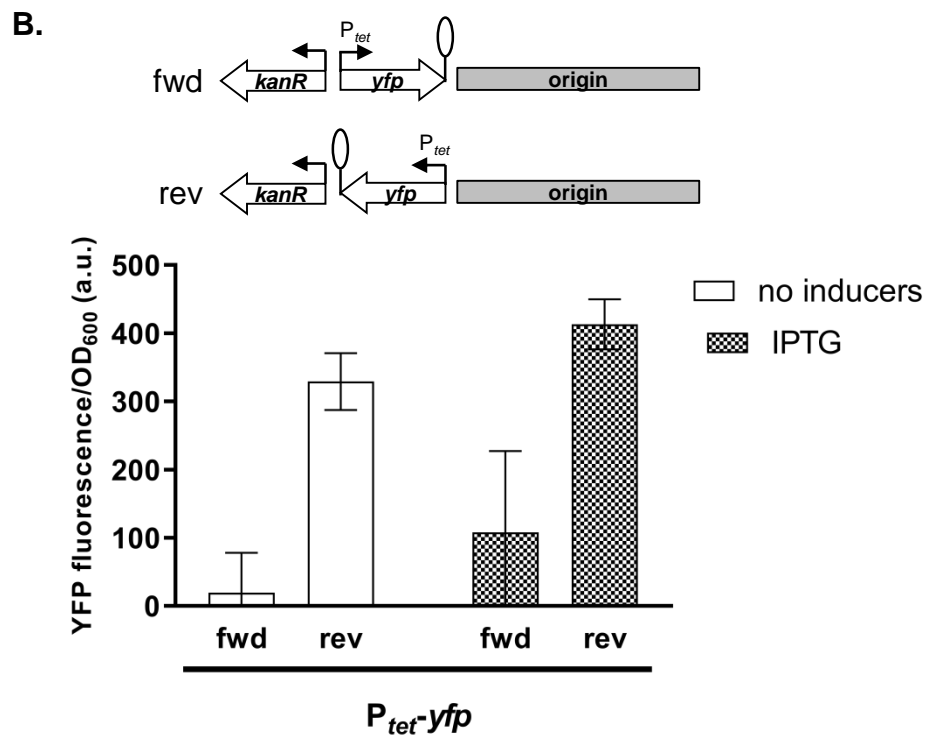 B.
P_tet
fwd kanR yfp origin
P_tet
rev kanR yfp origin
YFP fluorescence/OD600 (a.u.)
500
400
300
200
100
0
no inducers
IPTG
fwd rev fwd rev
P_tet-yfp